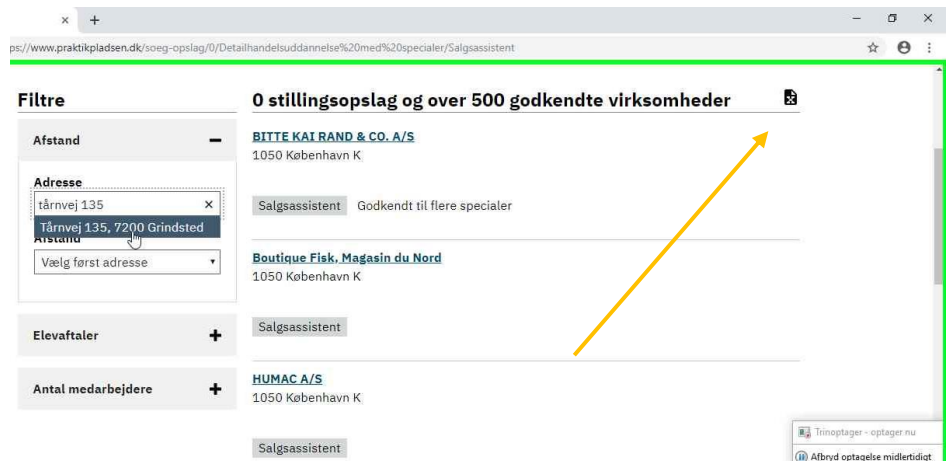 ps://www.praktikpladsen.dk/soeg-opslag/0/Detailhandelsuddannelse%20med%20specialer/Salgsassistent
Filtre
0 stillingsopslag og over 500 godkendte virksomheder
Afstand
Adresse
tårnvej 135
Tårnvej 135, 7200 Grindsted
Afstand
Vælg først adresse
Elevaftaler
Antal medarbejdere
BITTE KAI RAND & CO. A/S
1050 København K
Salgsassistent Godkendt til flere specialer
Boutique Fisk, Magasin du Nord
1050 København K
Salgsassistent
HUMAC A/S
1050 København K
Salgsassistent
Trinoptager - optager nu
Afbryd optagelse midlertidigt